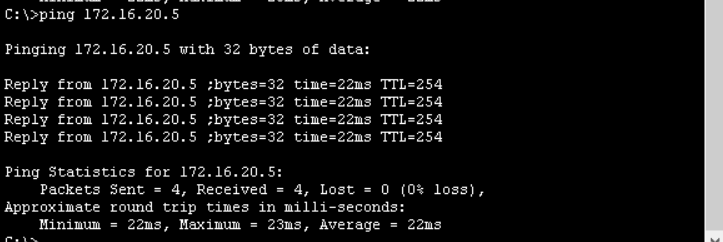 C:\>ping 172.16.20.5
Pinging 172.16.20.5 with 32 bytes of data:
Reply from 172.16.20.5 ;bytes=32 time=22ms TTL=254
Reply from 172.16.20.5 ;bytes=32 time=22ms TTL=254
Reply from 172.16.20.5 ;bytes=32 time=22ms TTL=254
Reply from 172.16.20.5 ;bytes=32 time=22ms TTL=254
Ping Statistics for 172.16.20.5:
Packets Sent = 4, Received = 4, Lost = 0 (0% loss),
Approximate round trip times in milli-seconds:
Minimum = 22ms, Maximum = 23ms, Average = 22ms
C:\>